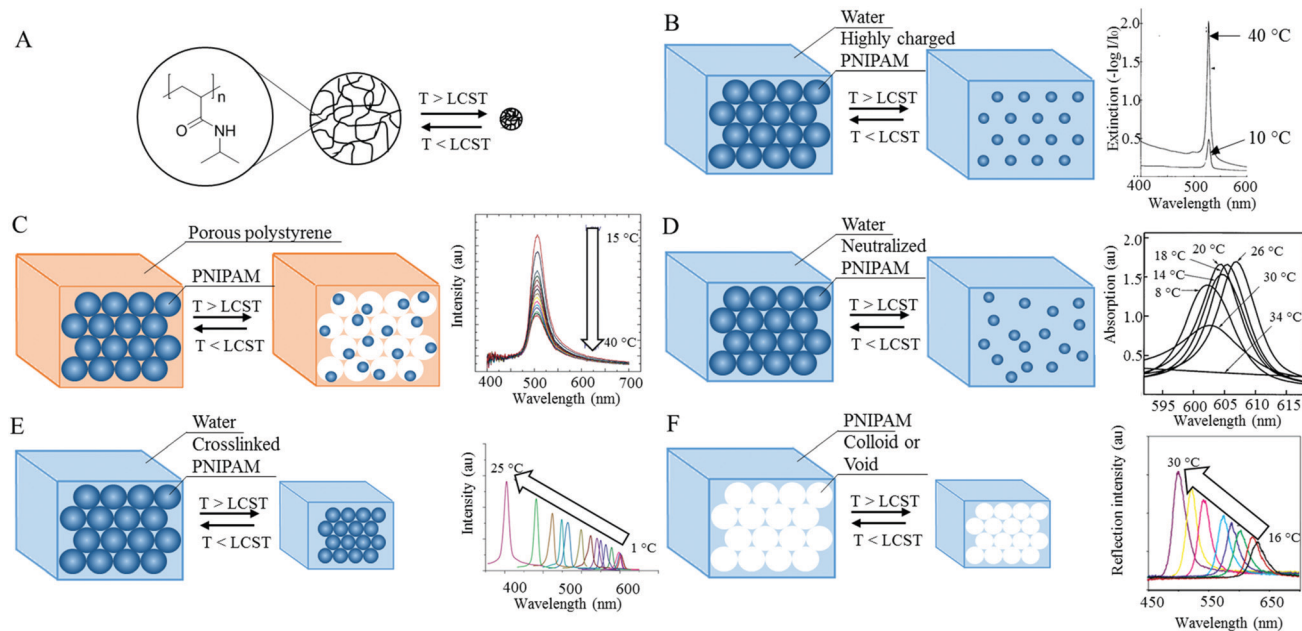 A
n
O
NH
T > LCST
T < LCST
B
Water
Highly charged
PNIPAM
T > LCST
T < LCST
Extinction (-log I/I0)
2.0
1.5
1.0
0.5
40 °C
10 °C
400
500
600
Wavelength (nm)
C
Porous polystyrene
PNIPAM
T > LCST
T < LCST
Intensity (au)
15 °C
40 °C
400
500
600
700
Wavelength (nm)
D
Water
Neutralized
PNIPAM
T > LCST
T < LCST
Absorption (au)
2.0
1.5
1.0
0.5
20 °C
26 °C
18 °C
30 °C
14 °C
8 °C
34 °C
595
600
605
610
615
Wavelength (nm)
E
Water
Crosslinked
PNIPAM
T > LCST
T < LCST
Intensity (au)
25 °C
1 °C
400
500
600
Wavelength (nm)
F
PNIPAM
Colloid or
Void
T > LCST
T < LCST
Reflection intensity (au)
30 °C
16 °C
450
550
650
Wavelength (nm)